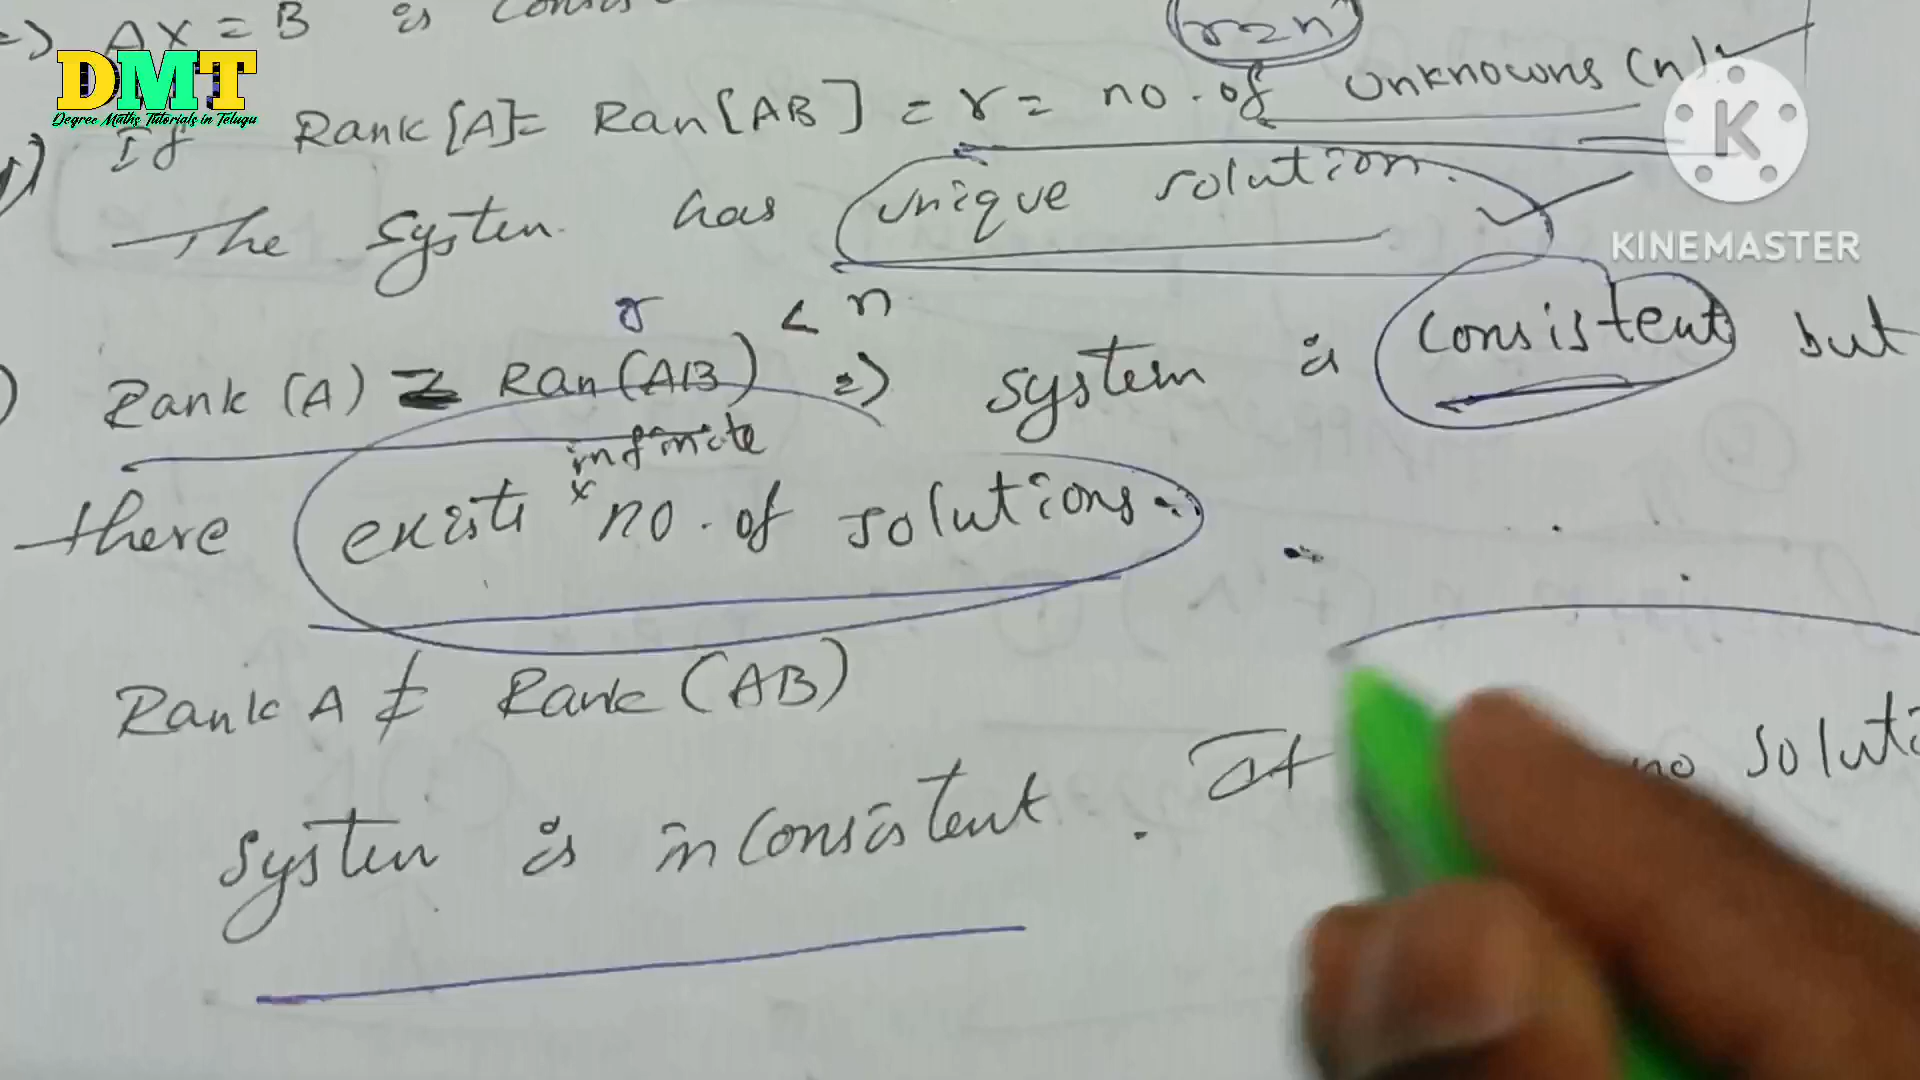 => AX = B is
r=n
DMT
Degree Maths Tutorials in Telugu
If Rank[A]= Ran[AB] = r = no. of unknowns (n)
The System has unique solution.
K
KINEMASTER
r < n
Rank (A) = Ran(AB) => system is consistent but
infinite
there exists no. of solutions.
Rank A ≠ Rank (AB)
System is inconsistent. It no soluti